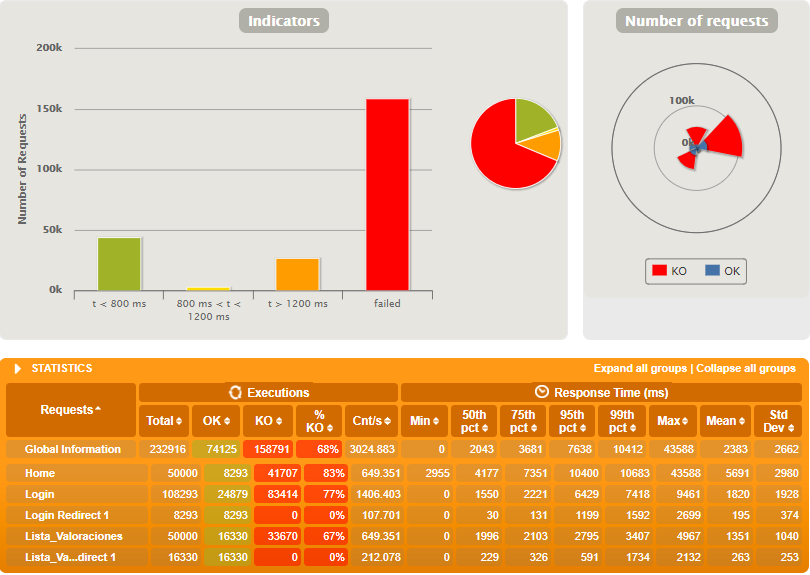 Indicators
Number of requests
200k
150k
100k
50k
0k
Number of Requests
t < 800 ms
800 ms < t <
1200 ms
t > 1200 ms
failed
100k
0k
KO
OK
STATISTICS
Expand all groups | Collapse all groups
Requests
Executions
Response Time (ms)
Total OK KO % KO Cnt/s Min 50th pct 75th pct 95th pct 99th pct Max Mean Std Dev
Global Information 232916 74125 158791 68% 3024.883 0 2043 3681 7638 10412 43588 2383 2662
Home 50000 8293 41707 83% 649.351 2955 4177 7351 10400 10683 43588 5691 2980
Login 108293 24879 83414 77% 1406.403 0 1550 2221 6429 7418 9461 1820 1928
Login Redirect 1 8293 8293 0 0% 107.701 0 30 131 1199 1592 2699 195 374
Lista_Valoraciones 50000 16330 33670 67% 649.351 0 1996 2103 2795 3407 4967 1351 1040
Lista_Va...direct 1 16330 16330 0 0% 212.078 0 229 326 591 1734 2132 263 253